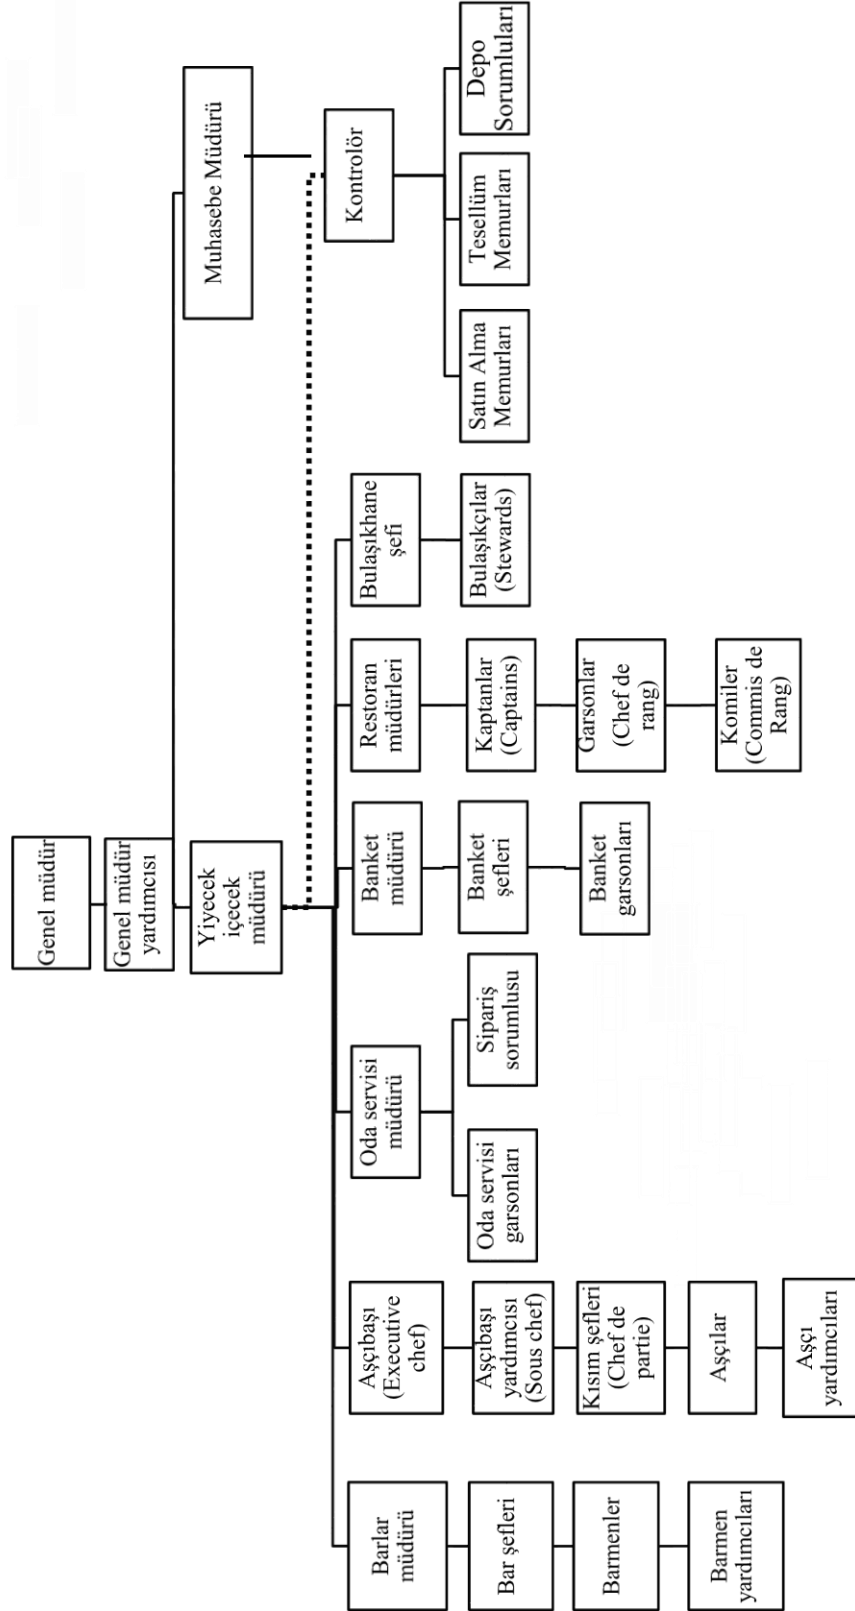 Genel müdür
Genel müdür
yardımcısı
Muhasebe Müdürü
Yiyecek
içecek
müdürü
Kontrolör
Barlar
müdürü
Aşçıbaşı
(Executive
chef)
Oda servisi
müdürü
Banket
müdürü
Restoran
müdürleri
Bulaşıkhane
şefi
Satın Alma
Memurları
Tesellüm
Memurları
Depo
Sorumluları
Bar şefleri
Aşçıbaşı
yardımcısı
(Sous chef)
Oda servisi
garsonları
Sipariş
sorumlusu
Banket
şefleri
Kaptanlar
(Captains)
Bulaşıkçılar
(Stewards)
Barmenler
Kısım şefleri
(Chef de
partie)
Banket
garsonları
Garsonlar
(Chef de
rang)
Barmen
yardımcıları
Aşçılar
Komiler
(Commis de
Rang)
Aşçı
yardımcıları